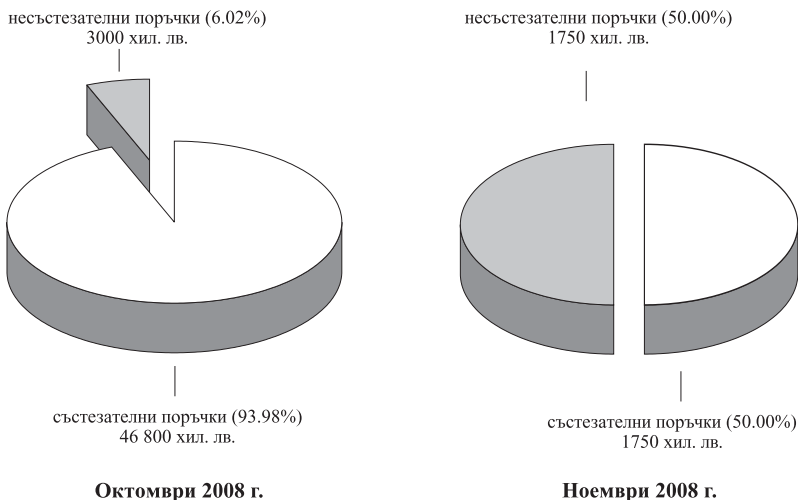 несъстезателни поръчки (6.02%)
3000 хил. лв.
състезателни поръчки (93.98%)
46 800 хил. лв.
Октомври 2008 г.
несъстезателни поръчки (50.00%)
1750 хил. лв.
състезателни поръчки (50.00%)
1750 хил. лв.
Ноември 2008 г.